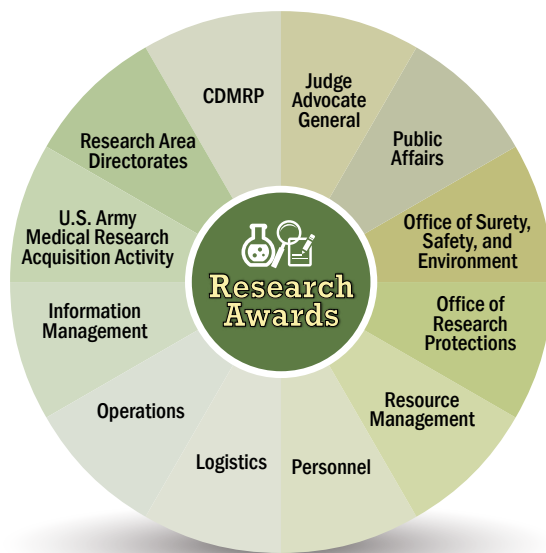 CDMRP
Judge
Advocate
General
Public
Affairs
Office of Surety,
Safety, and
Environment
Office of
Research
Protections
Resource
Management
Personnel
Logistics
Operations
Information
Management
U.S. Army
Medical Research
Acquisition Activity
Research Area
Directorates
Research
Awards